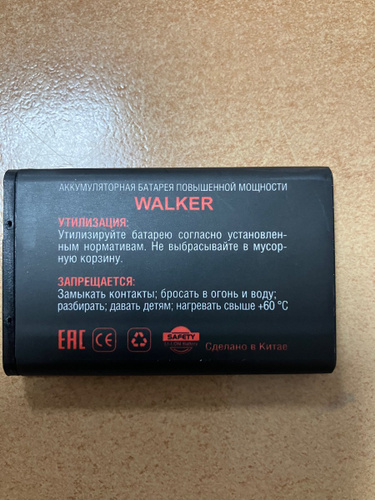 АККУМУЛЯТОРНАЯ БАТАРЕЯ ПОВЫШЕННОЙ МОЩНОСТИ
WALKER
УТИЛИЗАЦИЯ:
Утилизируйте батарею согласно установлен-
ным нормативам. Не выбрасывайте в мусор-
ную корзину.
ЗАПРЕЩАЕТСЯ:
Замыкать контакты; бросать в огонь и воду;
разбирать; давать детям; нагревать свыше +60 °С
EAC CE SAFETY Сделано в Китае